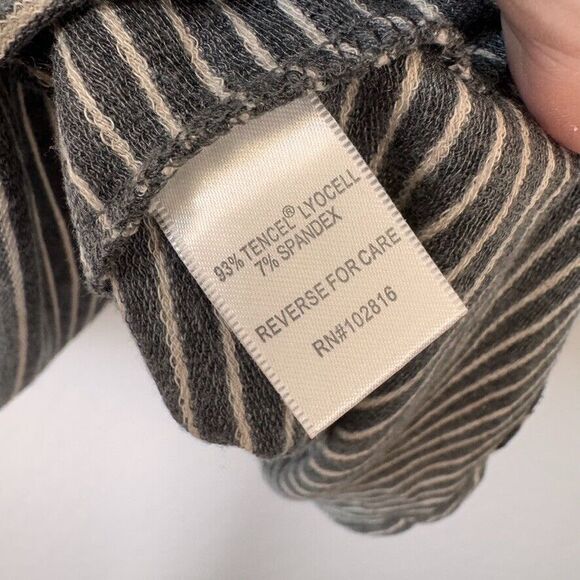 93% TENCEL® LYOCELL
7% SPANDEX
REVERSE FOR CARE
RN#102816